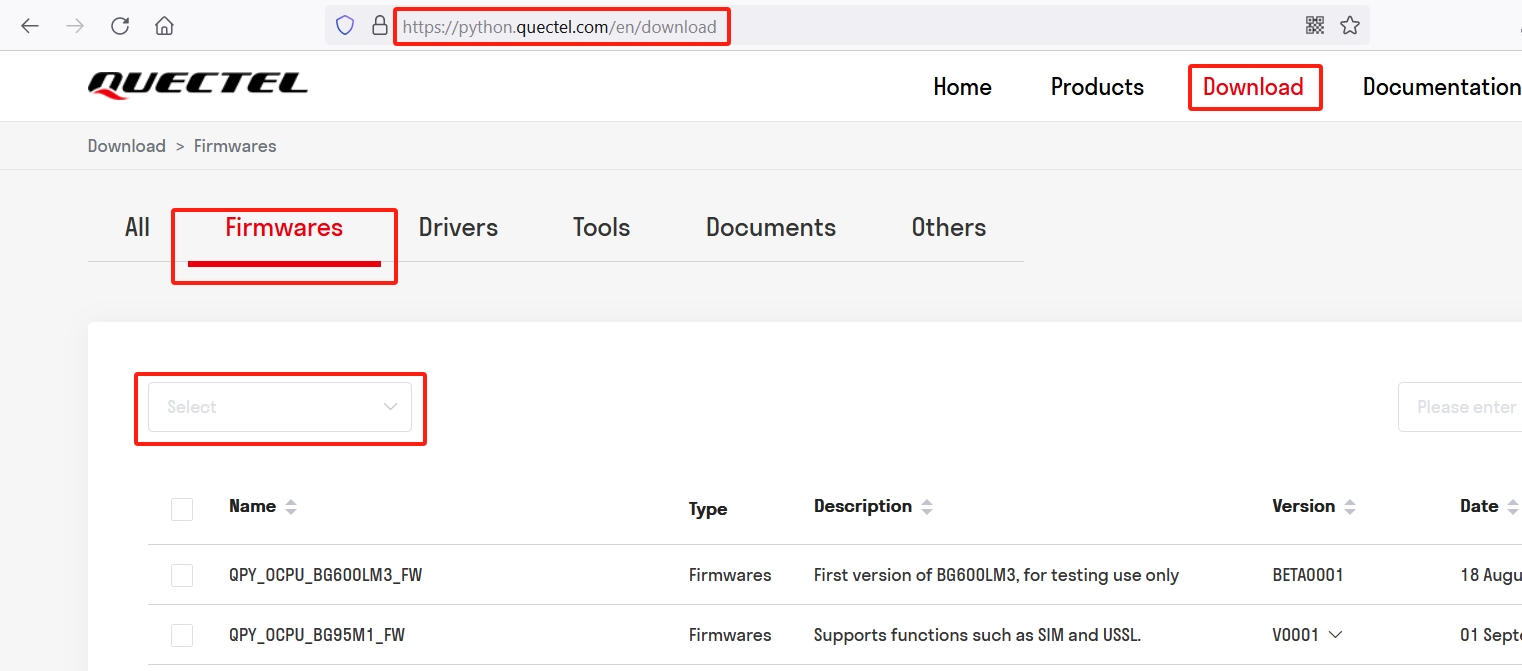 https://python.quectel.com/en/download
QUECTEL
Home Products Download Documentation
Download > Firmwares
All Firmwares Drivers Tools Documents Others
Select
Please enter
Name Type Description Version Date
QPY_OCPU_BG600LM3_FW Firmwares First version of BG600LM3, for testing use only BETA0001 18 Augu
QPY_OCPU_BG95M1_FW Firmwares Supports functions such as SIM and USSL. V0001 01 Septe